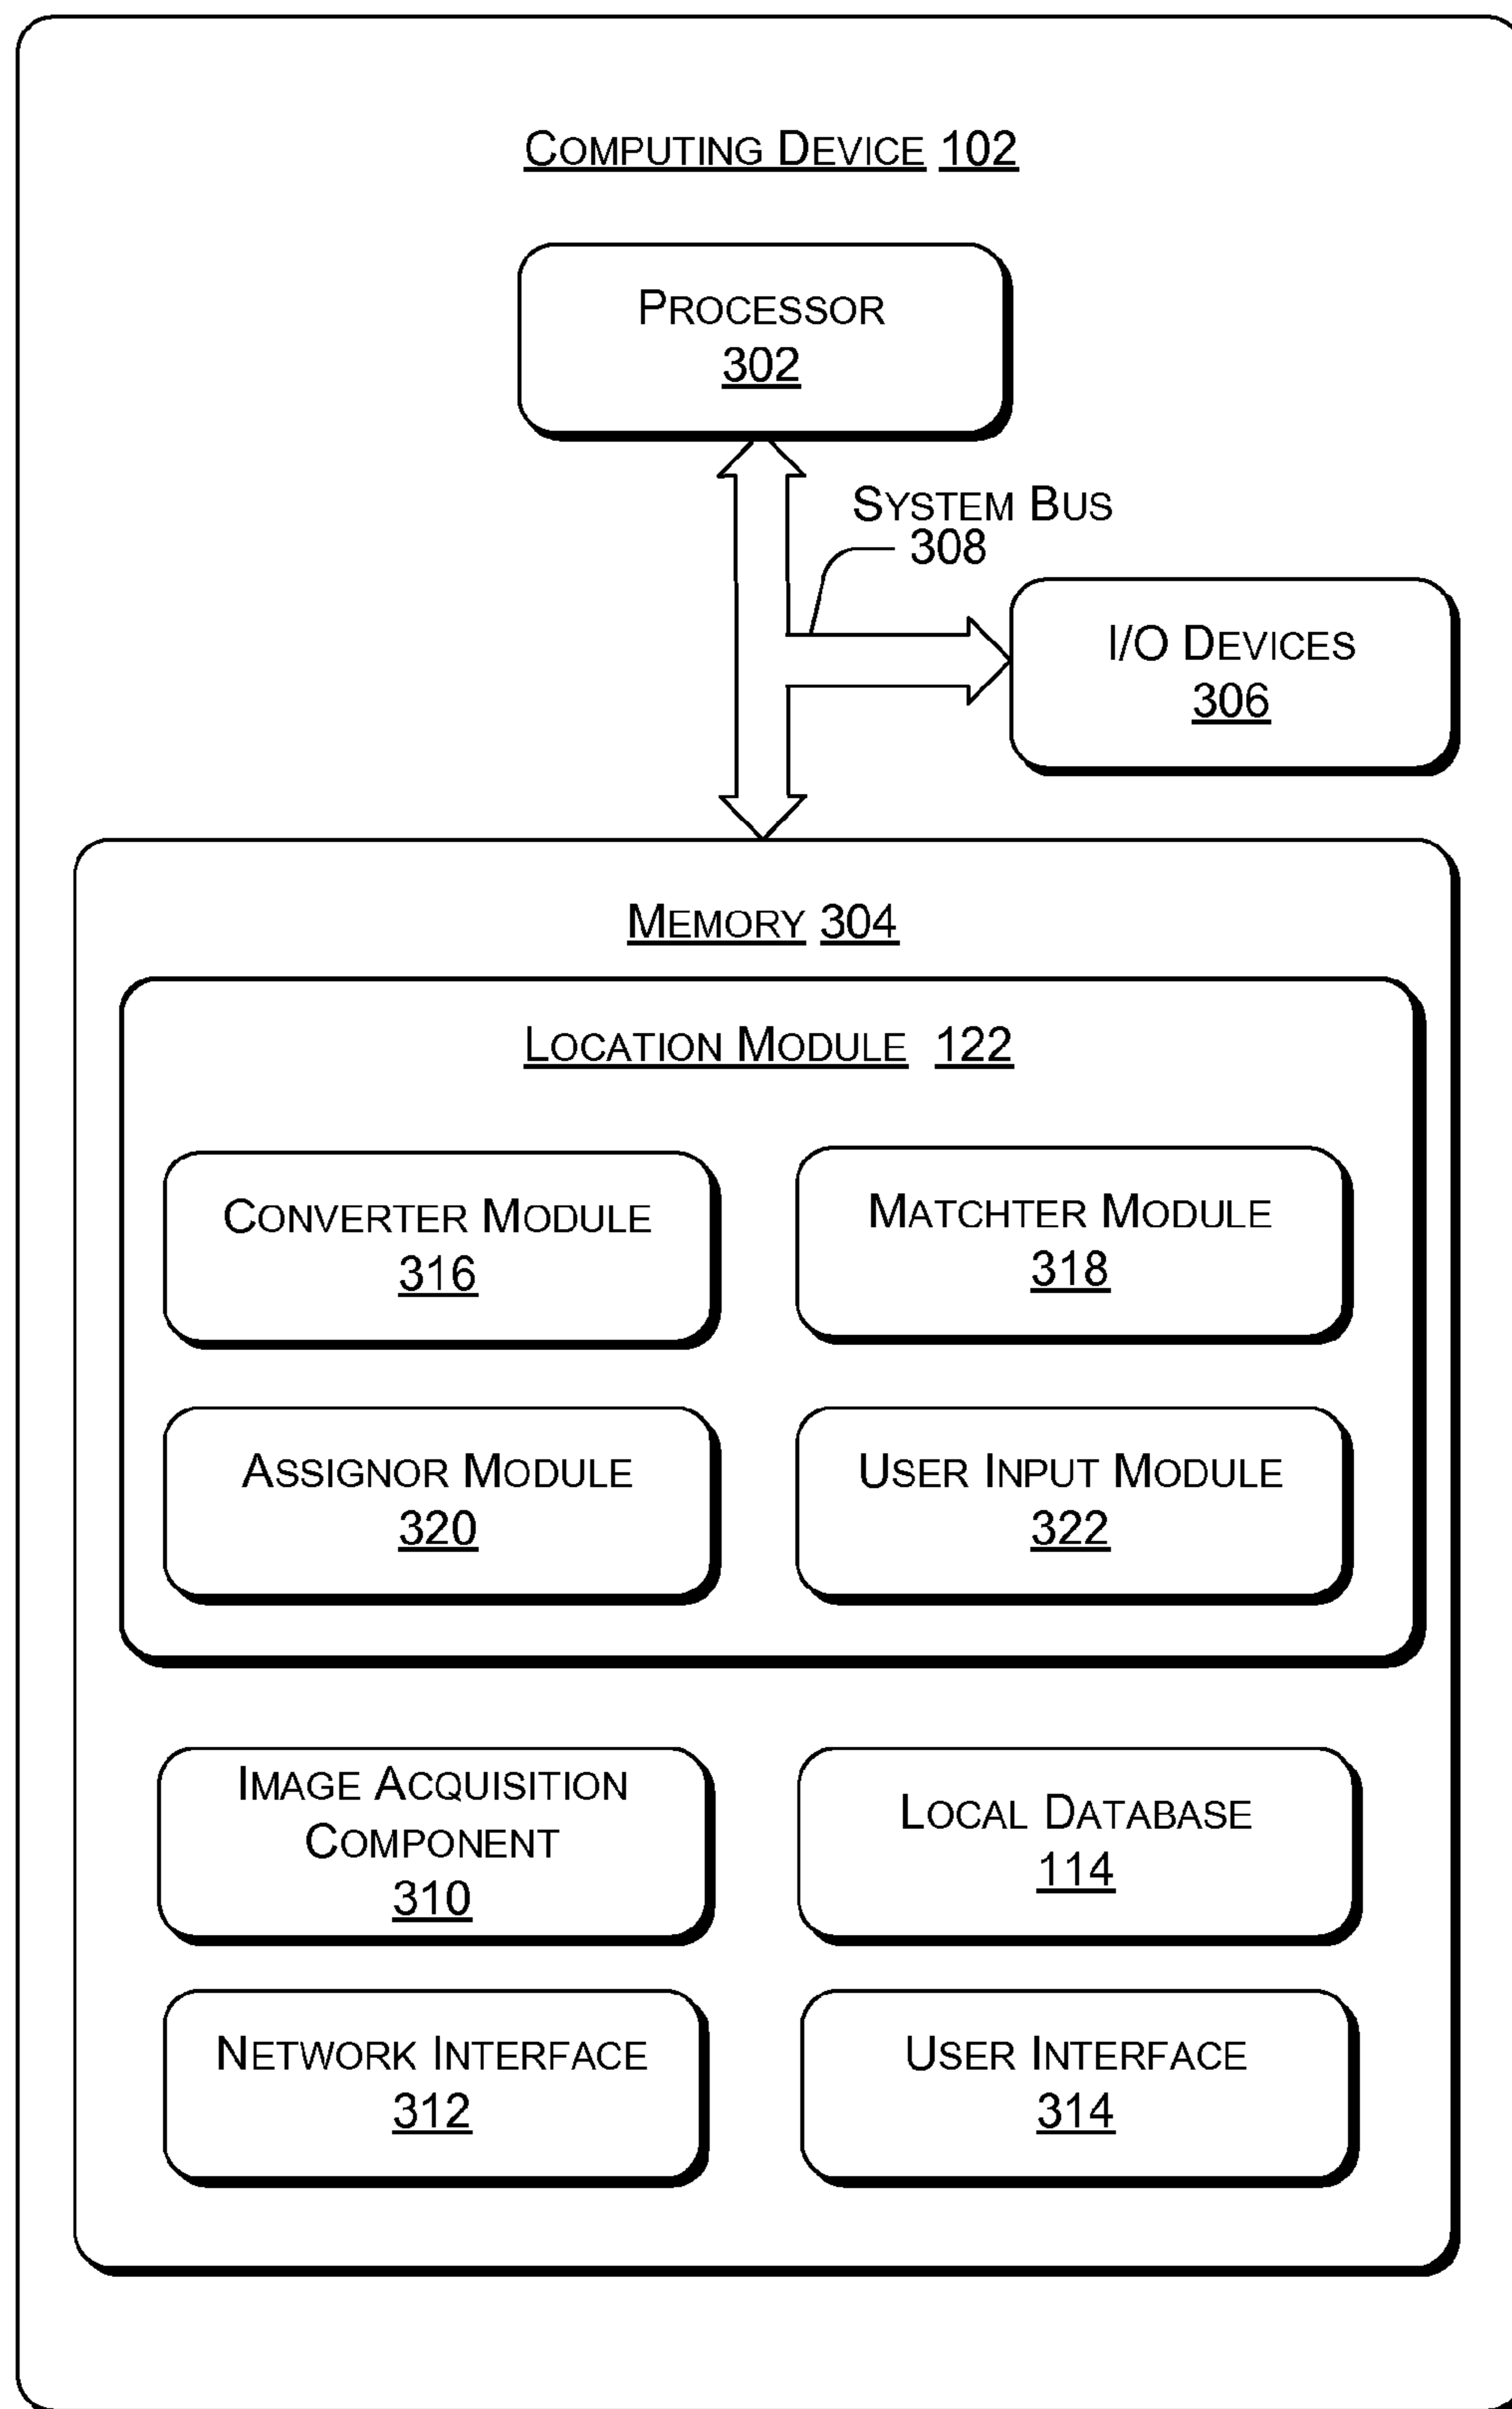 COMPUTING DEVICE 102
PROCESSOR
302
SYSTEM BUS
308
I/O DEVICES
306
MEMORY 304
LOCATION MODULE 122
CONVERTER MODULE
316
MATCHTER MODULE
318
ASSIGNOR MODULE
320
USER INPUT MODULE
322
IMAGE ACQUISITION
COMPONENT
310
LOCAL DATABASE
114
NETWORK INTERFACE
312
USER INTERFACE
314